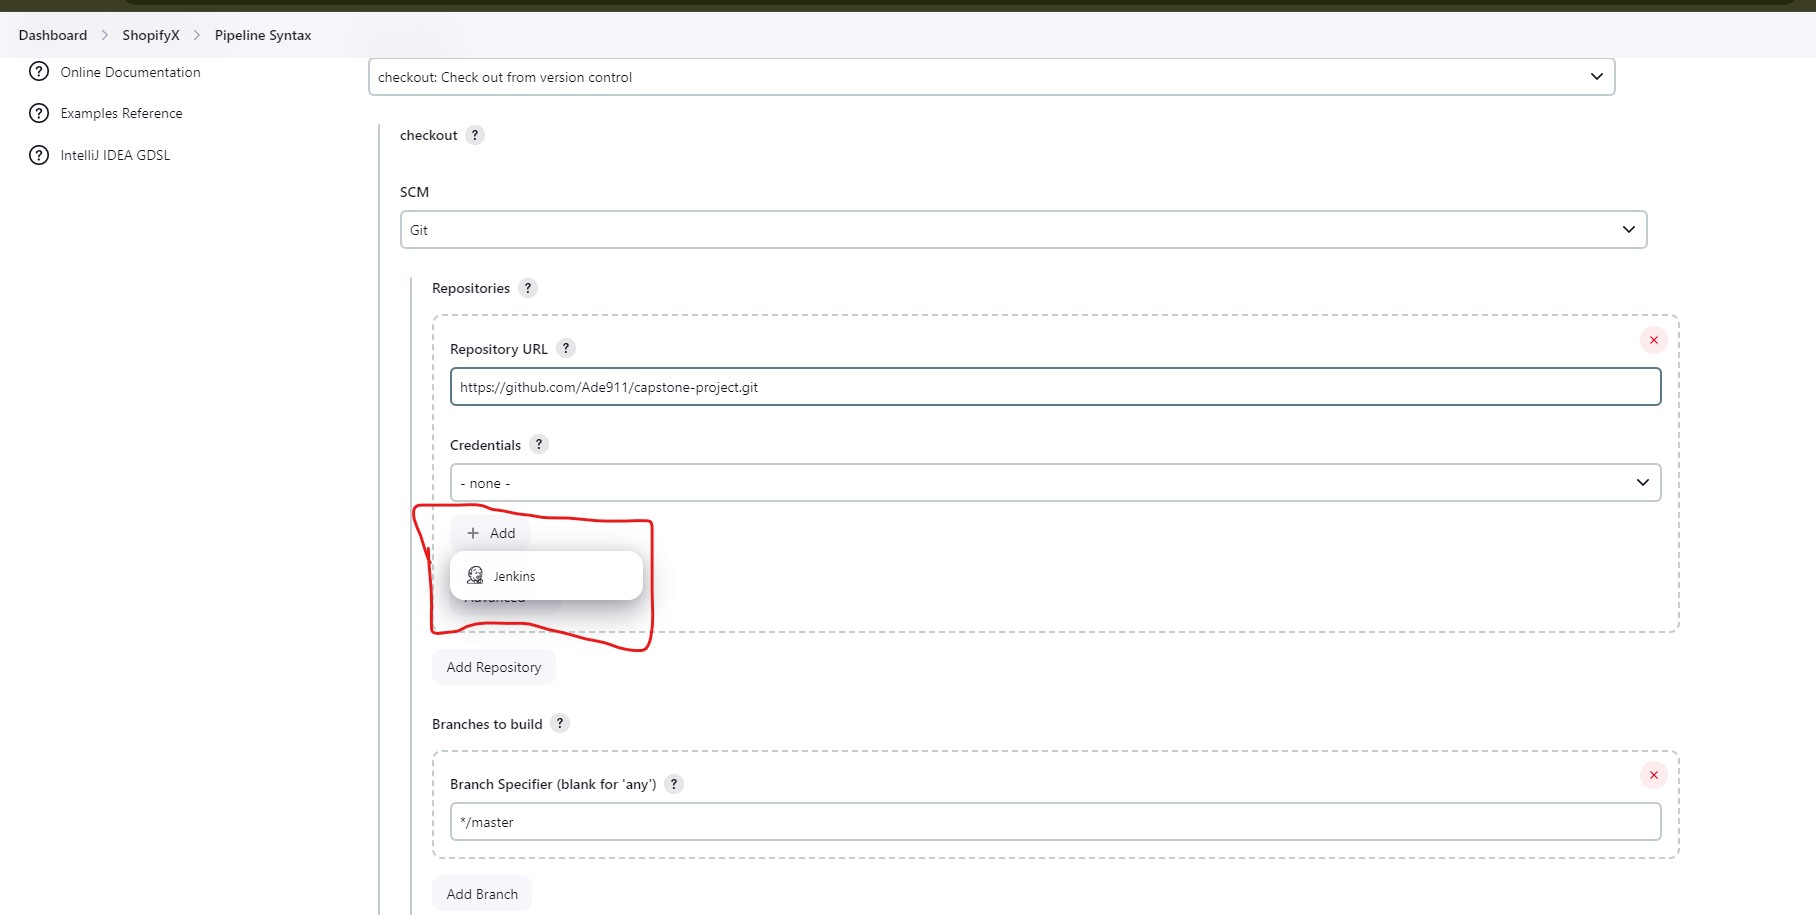 Dashboard > ShopifyX > Pipeline Syntax
Online Documentation
Examples Reference
IntelliJ IDEA GDSL
checkout: Check out from version control
checkout ?
SCM
Git
Repositories ?
Repository URL ?
https://github.com/Ade911/capstone-project.git
Credentials ?
- none -
+ Add
Jenkins
Advanced
Add Repository
Branches to build ?
Branch Specifier (blank for 'any') ?
*/master
Add Branch